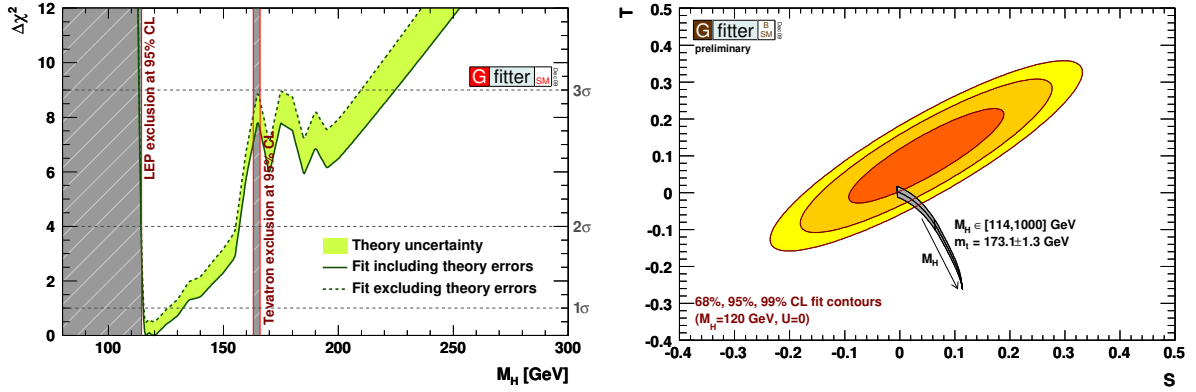 Δχ²
12
10
8
6
4
2
0
LEP exclusion at 95% CL
Tevatron exclusion at 95% CL
G fitter SM
Dec 09
3σ
2σ
1σ
Theory uncertainty
Fit including theory errors
Fit excluding theory errors
100 150 200 250 300
M_H [GeV]
T
0.5
0.4
0.3
0.2
0.1
0
-0.1
-0.2
-0.3
-0.4
G fitter B SM
Dec 09
preliminary
M_H ∈ [114,1000] GeV
m_t = 173.1±1.3 GeV
M_H
68%, 95%, 99% CL fit contours
(M_H=120 GeV, U=0)
-0.4 -0.3 -0.2 -0.1 0 0.1 0.2 0.3 0.4 0.5
S